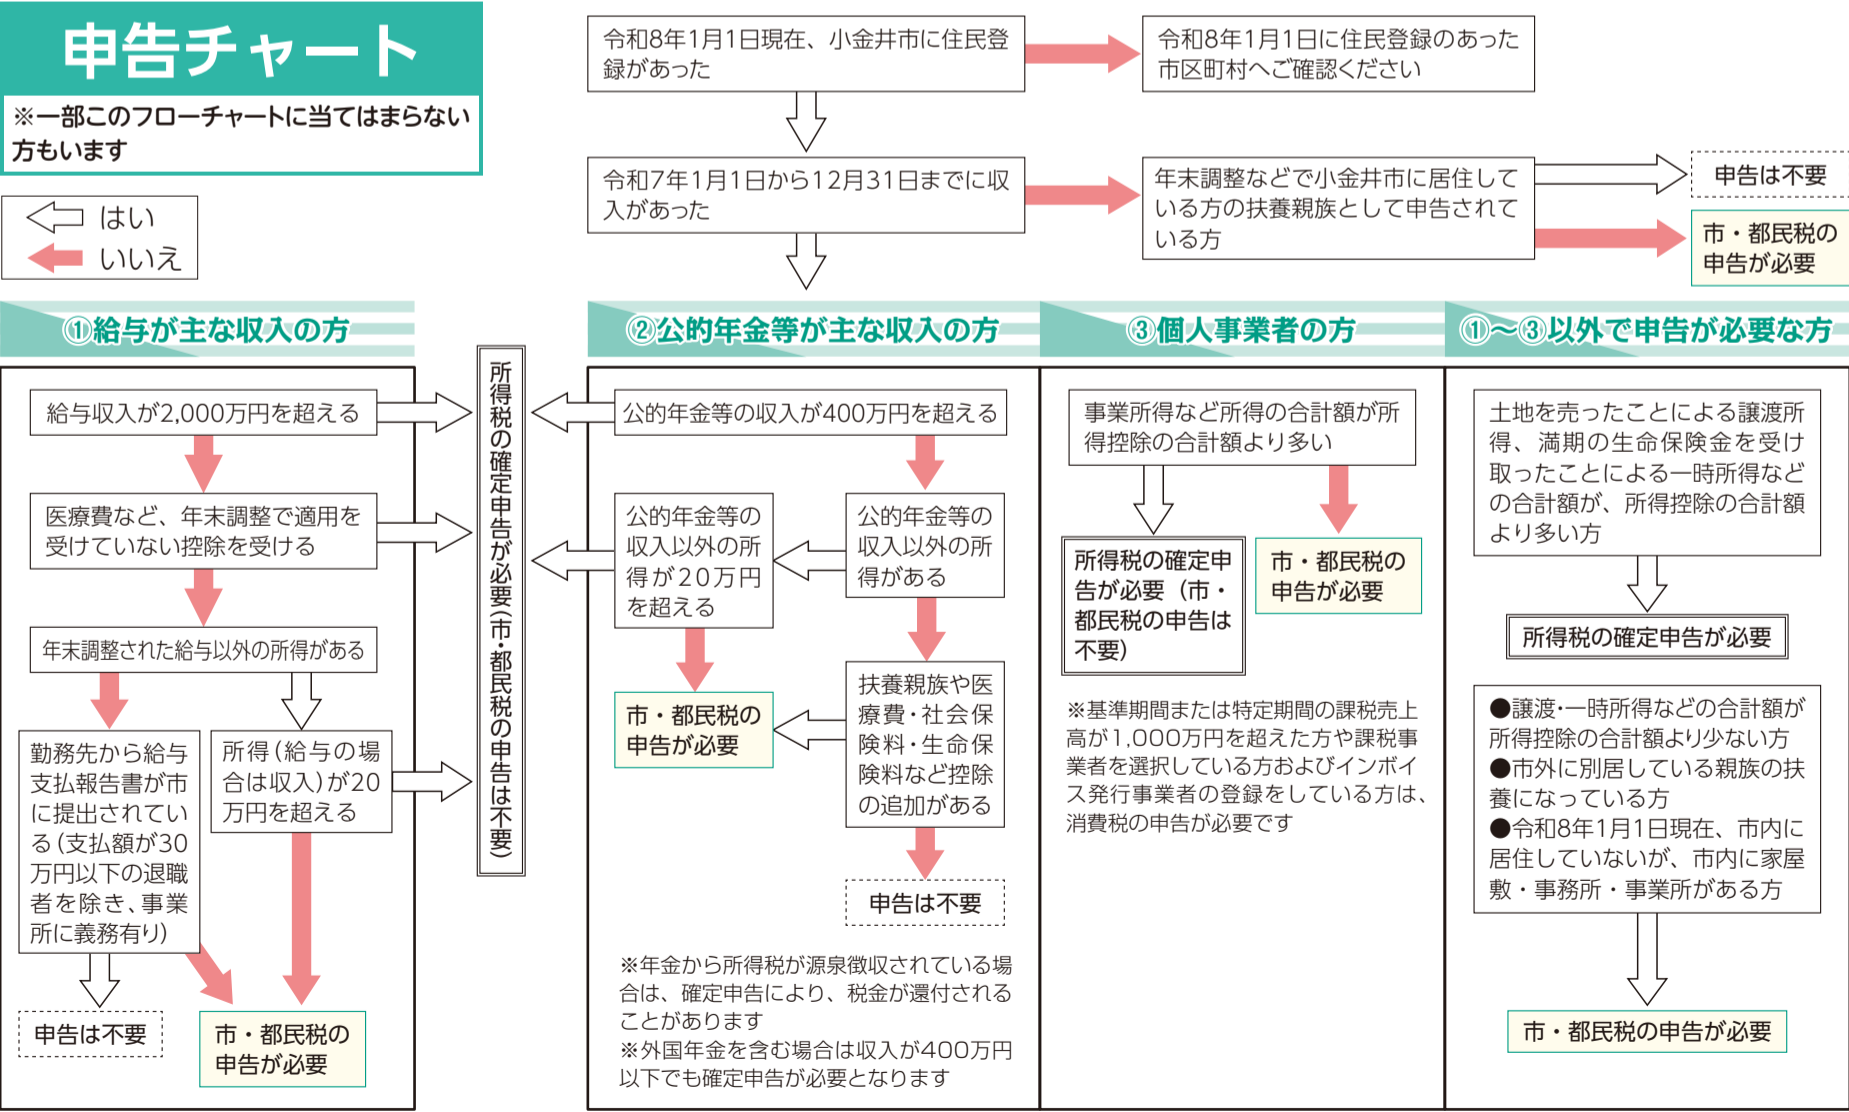 申告チャート
※一部このフローチャートに当てはまらない
方もいます
はい
いいえ
令和8年1月1日現在、小金井市に住民登
録があった
令和8年1月1日に住民登録のあった
市区町村へご確認ください
令和7年1月1日から12月31日までに収
入があった
年末調整などで小金井市に居住して
いる方の扶養親族として申告されて
いる方
申告は不要
市・都民税の
申告が必要
①給与が主な収入の方
給与収入が2,000万円を超える
医療費など、年末調整で適用を
受けていない控除を受ける
年末調整された給与以外の所得がある
勤務先から給与
支払報告書が市
に提出されてい
る(支払額が30
万円以下の退職
者を除き、事業
所に義務有り)
所得(給与の場
合は収入)が20
万円を超える
申告は不要
市・都民税の
申告が必要
所得税の確定申告が必要(市・都民税の申告は不要)
②公的年金等が主な収入の方
公的年金等の収入が400万円を超える
公的年金等の
収入以外の所
得が20万円
を超える
公的年金等の
収入以外の所
得がある
市・都民税の
申告が必要
扶養親族や医
療費・社会保
険料・生命保
険料など控除
の追加がある
申告は不要
※年金から所得税が源泉徴収されている場
合は、確定申告により、税金が還付される
ことがあります
※外国年金を含む場合は収入が400万円
以下でも確定申告が必要となります
③個人事業者の方
事業所得など所得の合計額が所
得控除の合計額より多い
所得税の確定申
告が必要(市・
都民税の申告は
不要)
市・都民税の
申告が必要
※基準期間または特定期間の課税売上
高が1,000万円を超えた方や課税事
業者を選択している方およびインボイ
ス発行事業者の登録をしている方は、
消費税の申告が必要です
①~③以外で申告が必要な方
土地を売ったことによる譲渡所
得、満期の生命保険金を受け
取ったことによる一時所得など
の合計額が、所得控除の合計額
より多い方
所得税の確定申告が必要
●譲渡・一時所得などの合計額が
所得控除の合計額より少ない方
●市外に別居している親族の扶
養になっている方
●令和8年1月1日現在、市内に
居住していないが、市内に家屋
敷・事務所・事業所がある方
市・都民税の申告が必要